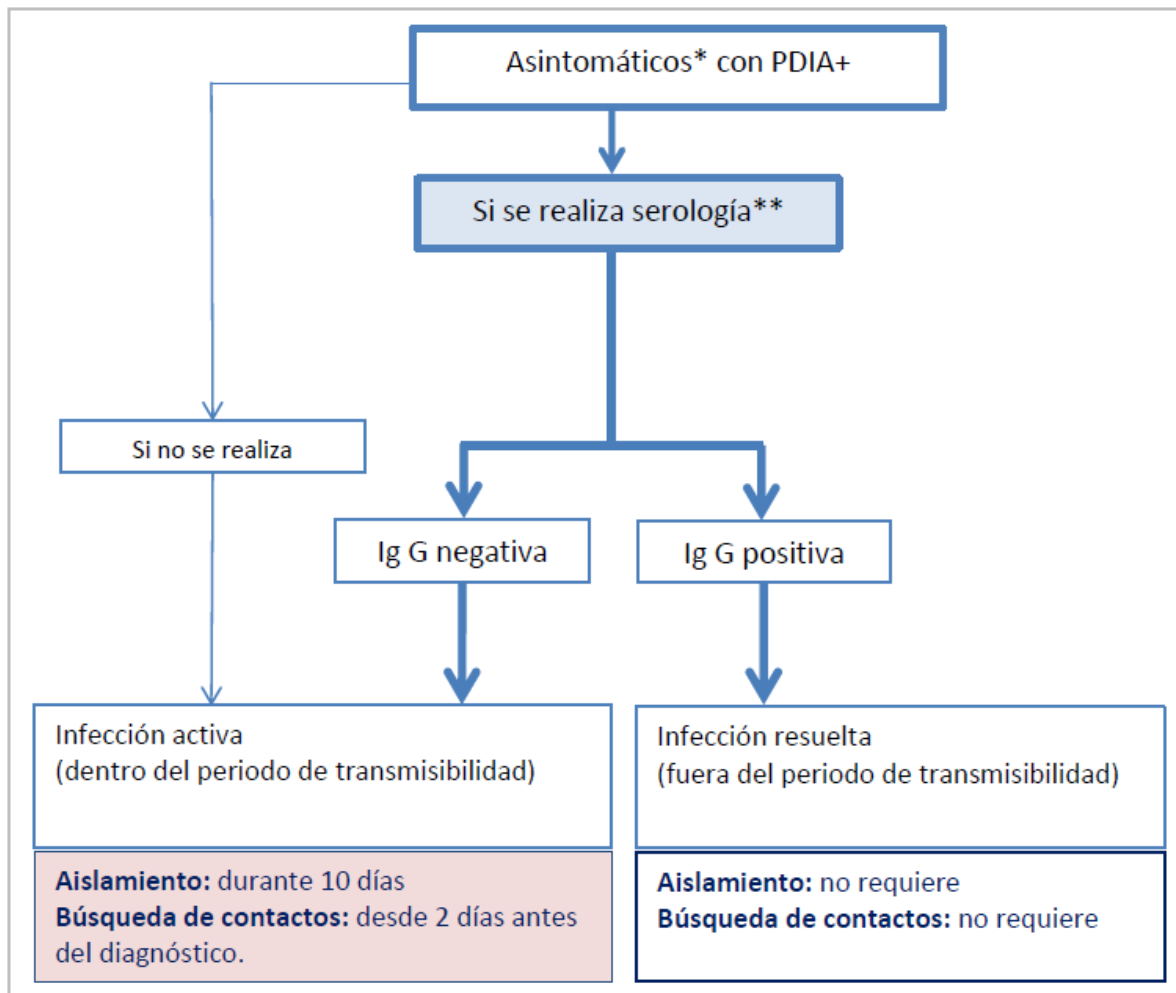 Asintomáticos* con PDIA+
Si se realiza serología**
Si no se realiza
Ig G negativa
Ig G positiva
Infección activa
(dentro del periodo de transmisibilidad)
Aislamiento: durante 10 días
Búsqueda de contactos: desde 2 días antes
del diagnóstico.
Infección resuelta
(fuera del periodo de transmisibilidad)
Aislamiento: no requiere
Búsqueda de contactos: no requiere